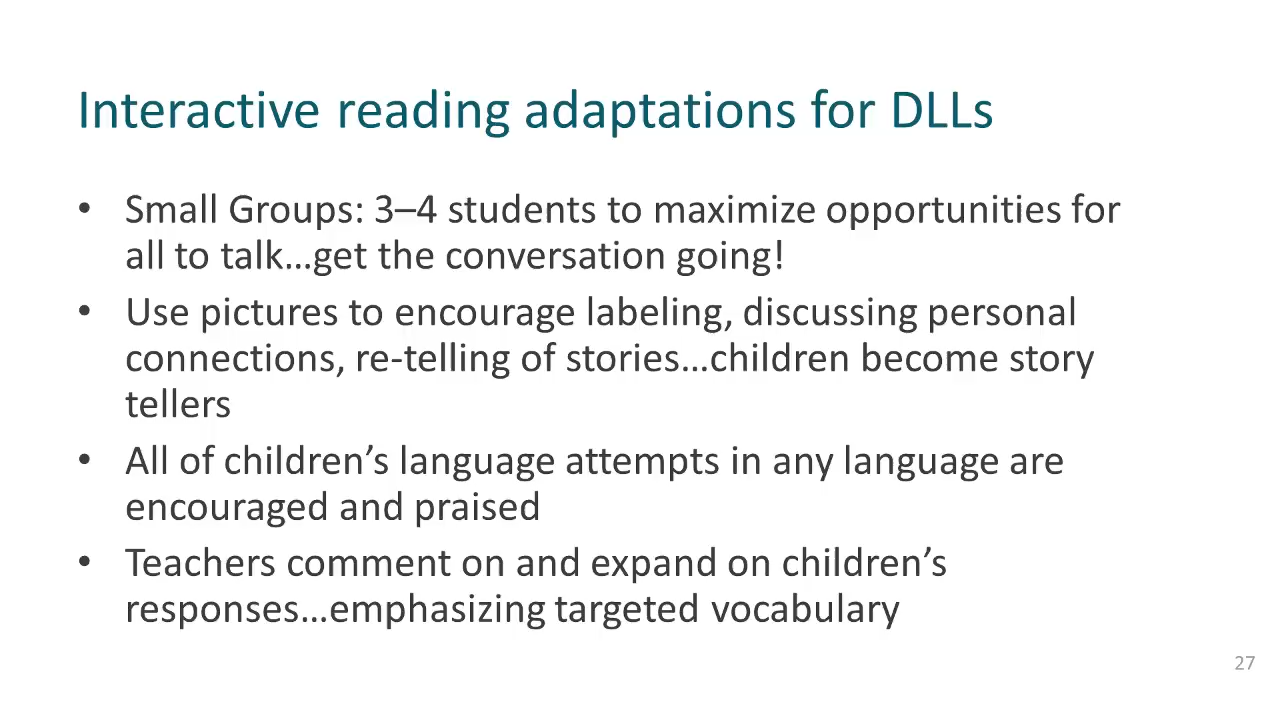 Interactive reading adaptations for DLLs
• Small Groups: 3–4 students to maximize opportunities for
all to talk…get the conversation going!
• Use pictures to encourage labeling, discussing personal
connections, re-telling of stories…children become story
tellers
• All of children’s language attempts in any language are
encouraged and praised
• Teachers comment on and expand on children’s
responses…emphasizing targeted vocabulary
27